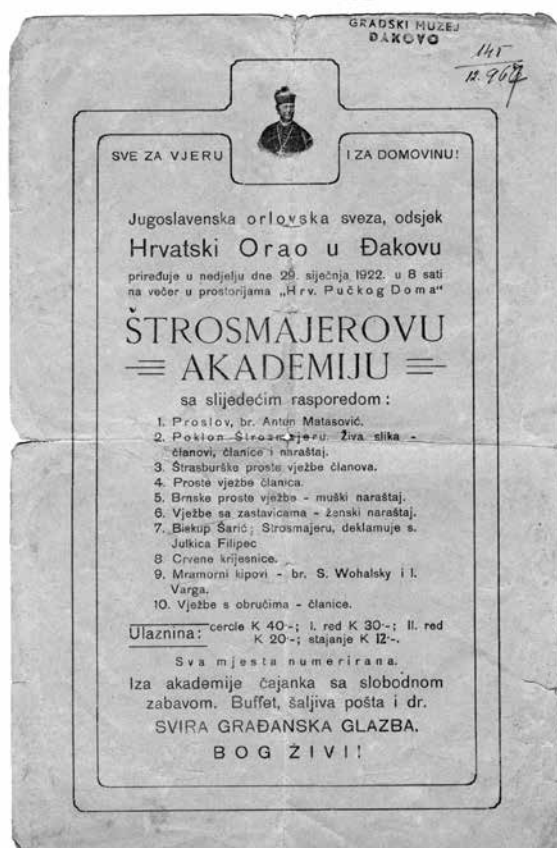 GRADSKI MUZEJ
ĐAKOVO
145
12.967
SVE ZA VJERU I ZA DOMOVINU!
Jugoslavenska orlovska sveza, odsjek
Hrvatski Orao u Đakovu
priređuje u nedjelju dne 29. siječnja 1922. u 8 sati
na večer u prostorijama „Hrv. Pučkog Doma“
ŠTROSMAJEROVU
AKADEMIJU
sa slijedećim rasporedom:
1. Proslov, br. Antun Matasović.
2. Poklon Štrosmajeru. Živa slika -
članovi, članice i naraštaj.
3. Štrasburške proste vježbe članova.
4. Proste vježbe članica.
5. Brnske proste vježbe - muški naraštaj.
6. Vježbe sa zastavicama - ženski naraštaj.
7. Biskup Šarić; Strosmajeru, deklamuje s.
Julkica Filipec
8. Crvene krijesnice.
9. Mramorni kipovi - br. S. Wohalsky i I.
Varga.
10. Vježbe s obručima - članice.
Ulaznina: cercle K 40·-; I. red K 30·-; II. red
K 20·-; stajanje K 12·-.
Sva mjesta numerirana.
Iza akademije čajanka sa slobodnom
zabavom. Buffet, šaljiva pošta i dr.
SVIRA GRAĐANSKA GLAZBA.
BOG ŽIVI!